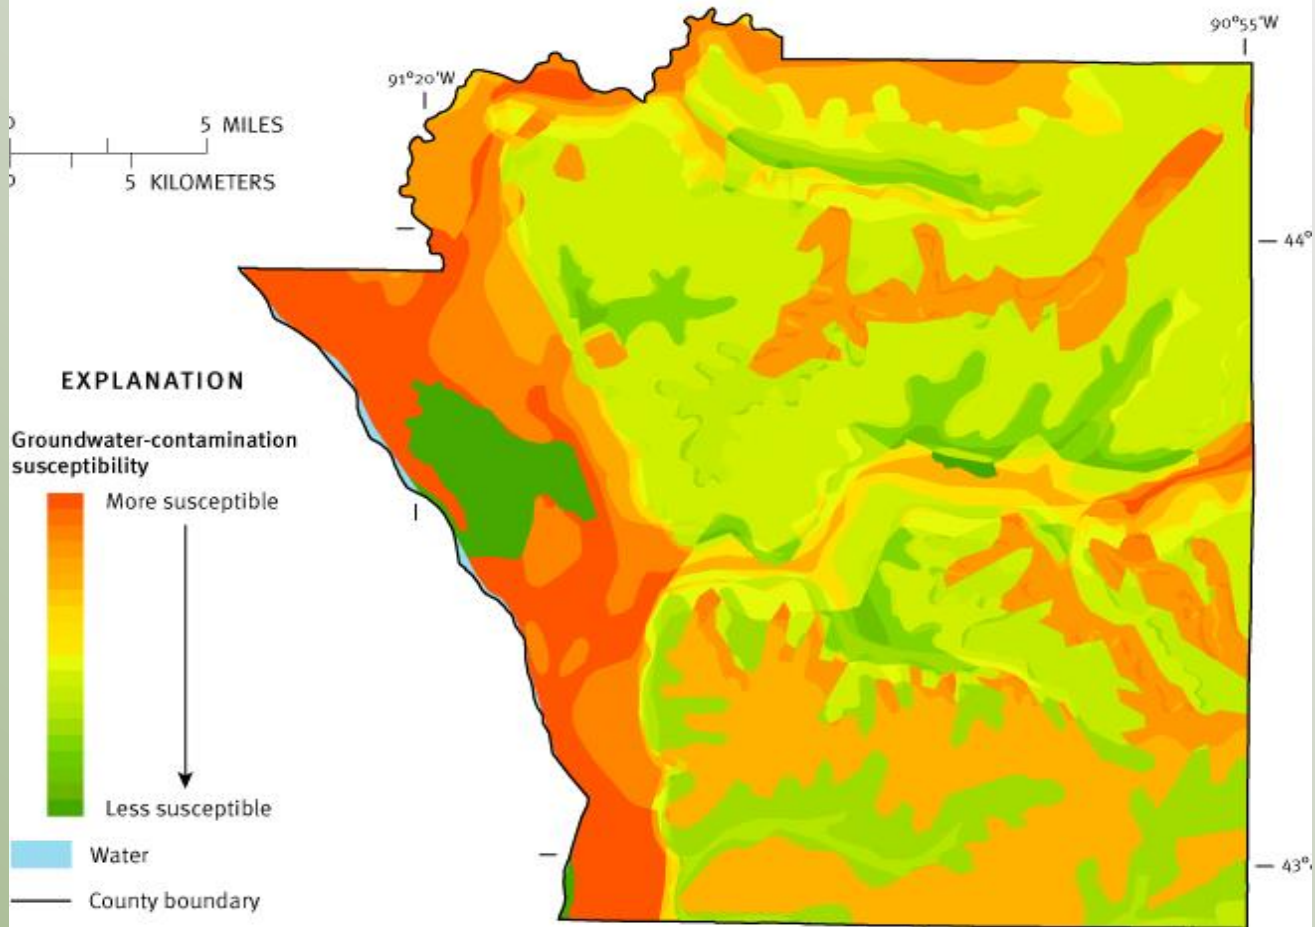 90°55'W
91°20'W
5 MILES
5 KILOMETERS
44°
EXPLANATION
Groundwater-contamination
susceptibility
More susceptible
Less susceptible
Water
County boundary
43°